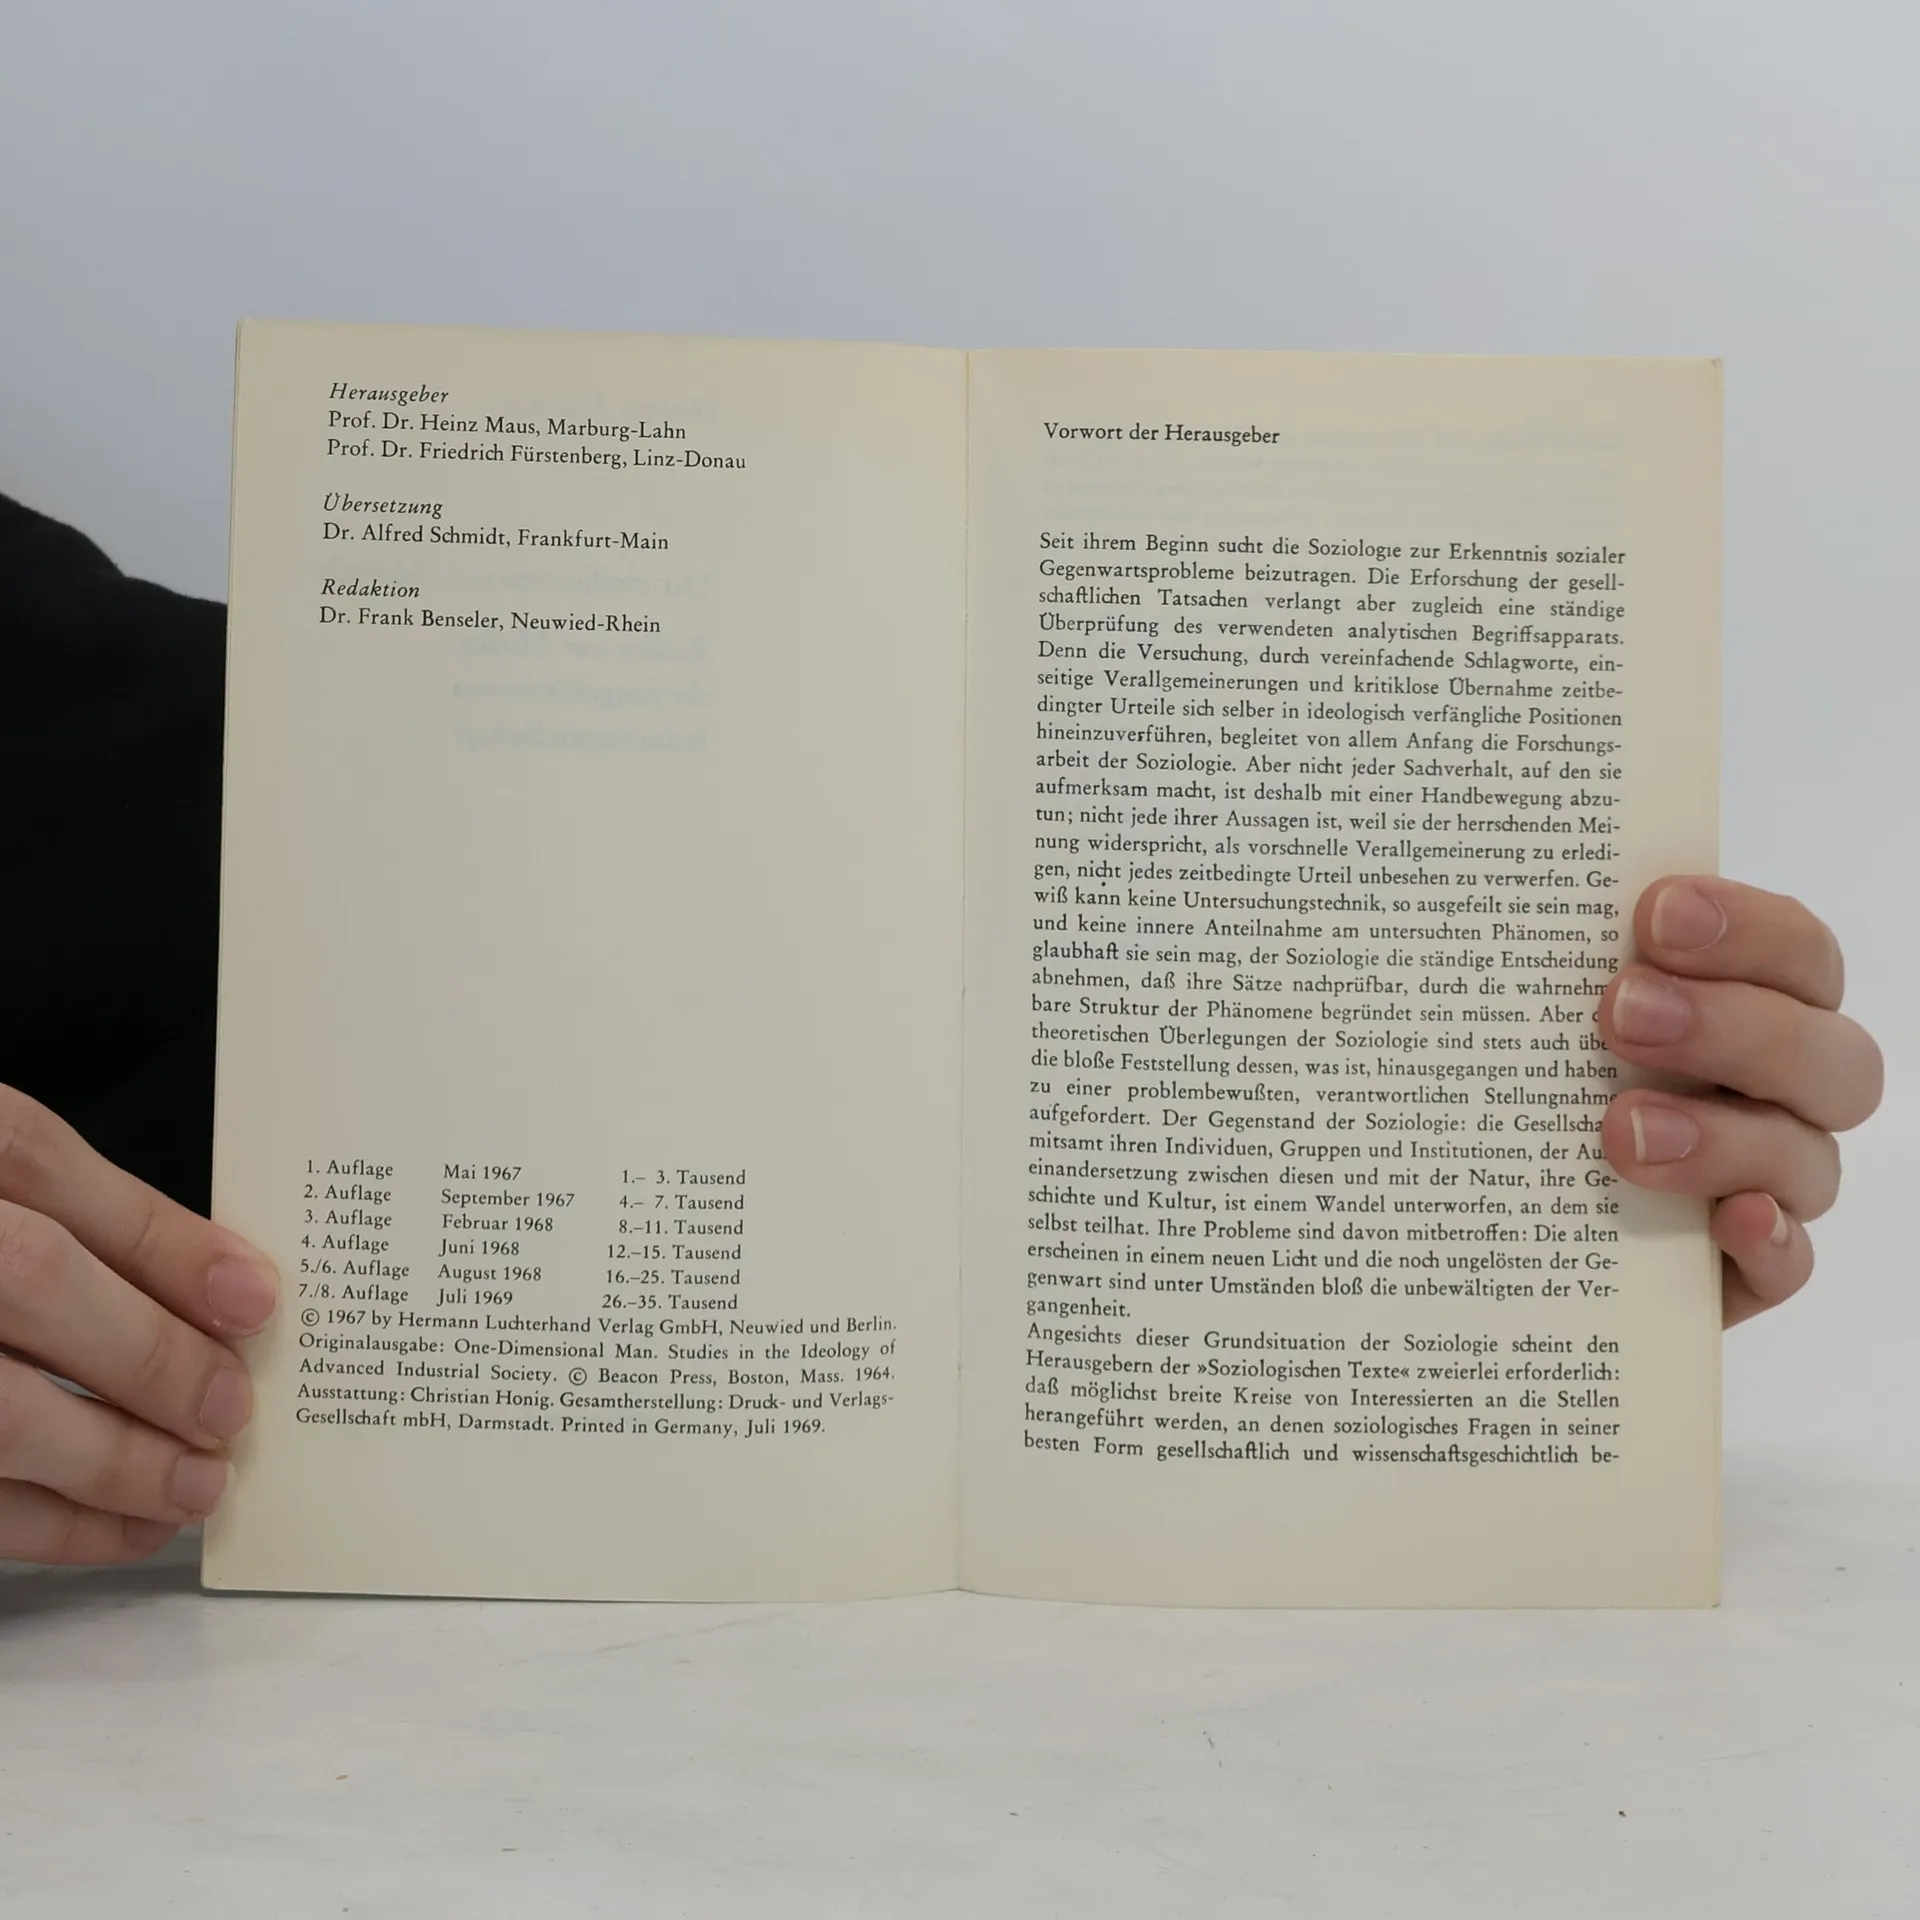 Herausgeber
Prof. Dr. Heinz Maus, Marburg-Lahn
Prof. Dr. Friedrich Fürstenberg, Linz-Donau
Übersetzung
Dr. Alfred Schmidt, Frankfurt-Main
Redaktion
Dr. Frank Benseler, Neuwied-Rhein
1. Auflage Mai 1967 1.– 3. Tausend
2. Auflage September 1967 4.– 7. Tausend
3. Auflage Februar 1968 8.–11. Tausend
4. Auflage Juni 1968 12.–15. Tausend
5./6. Auflage August 1968 16.–25. Tausend
7./8. Auflage Juli 1969 26.–35. Tausend
© 1967 by Hermann Luchterhand Verlag GmbH, Neuwied und Berlin.
Originalausgabe: One-Dimensional Man. Studies in the Ideology of
Advanced Industrial Society. © Beacon Press, Boston, Mass. 1964.
Ausstattung: Christian Honig. Gesamtherstellung: Druck- und Verlags-
Gesellschaft mbH, Darmstadt. Printed in Germany, Juli 1969.
Vorwort der Herausgeber
Seit ihrem Beginn sucht die Soziologie zur Erkenntnis sozialer
Gegenwartsprobleme beizutragen. Die Erforschung der gesell-
schaftlichen Tatsachen verlangt aber zugleich eine ständige
Überprüfung des verwendeten analytischen Begriffsapparats.
Denn die Versuchung, durch vereinfachende Schlagworte, ein-
seitige Verallgemeinerungen und kritiklose Übernahme zeitbe-
dingter Urteile sich selber in ideologisch verfängliche Positionen
hineinzuverführen, begleitet von allem Anfang die Forschungs-
arbeit der Soziologie. Aber nicht jeder Sachverhalt, auf den sie
aufmerksam macht, ist deshalb mit einer Handbewegung abzu-
tun; nicht jede ihrer Aussagen ist, weil sie der herrschenden Mei-
nung widerspricht, als vorschnelle Verallgemeinerung zu erledi-
gen, nicht jedes zeitbedingte Urteil unbesehen zu verwerfen. Ge-
wiß kann keine Untersuchungstechnik, so ausgefeilt sie sein mag,
und keine innere Anteilnahme am untersuchten Phänomen, so
glaubhaft sie sein mag, der Soziologie die ständige Entscheidung
abnehmen, daß ihre Sätze nachprüfbar, durch die wahrnehm
bare Struktur der Phänomene begründet sein müssen. Aber
theoretischen Überlegungen der Soziologie sind stets auch
die bloße Feststellung dessen, was ist, hinausgegangen und haben
zu einer problembewußten, verantwortlichen Stellungnahme
aufgefordert. Der Gegenstand der Soziologie: die Gesellscha
mitsamt ihren Individuen, Gruppen und Institutionen, der Au
einandersetzung zwischen diesen und mit der Natur, ihre Ge-
schichte und Kultur, ist einem Wandel unterworfen, an dem sie
selbst teilhat. Ihre Probleme sind davon mitbetroffen: Die alten
erscheinen in einem neuen Licht und die noch ungelösten der Ge-
genwart sind unter Umständen bloß die unbewältigten der Ver-
gangenheit.
Angesichts dieser Grundsituation der Soziologie scheint den
Herausgebern der »Soziologischen Texte« zweierlei erforderlich:
daß möglichst breite Kreise von Interessierten an die Stellen
herangeführt werden, an denen soziologisches Fragen in seiner
besten Form gesellschaftlich und wissenschaftsgeschichtlich be-